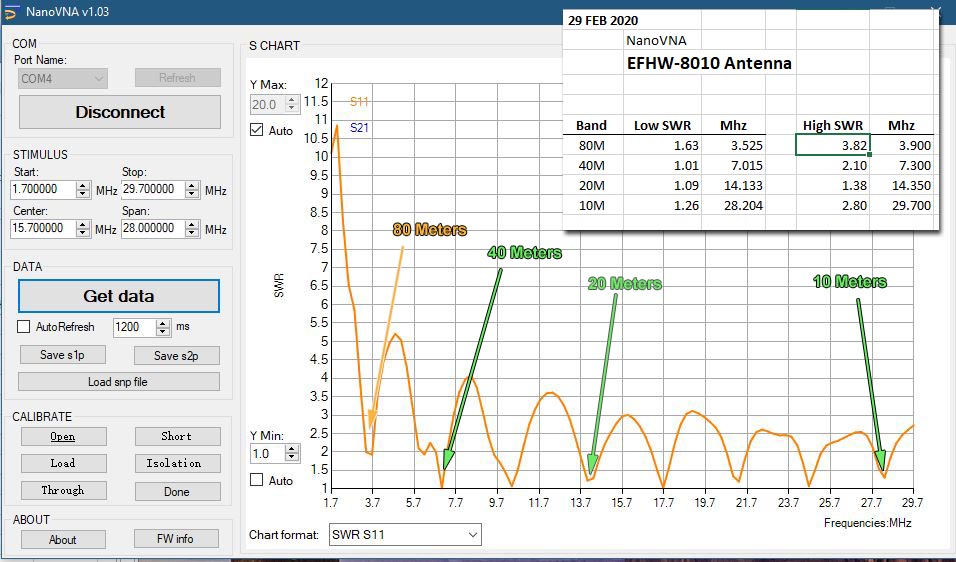 NanoVNA v1.03
29 FEB 2020
NanoVNA
EFHW-8010 Antenna
Band Low SWR Mhz High SWR Mhz
80M 1.63 3.525 3.82 3.900
40M 1.01 7.015 2.10 7.300
20M 1.09 14.133 1.38 14.350
10M 1.26 28.204 2.80 29.700
COM
Port Name:
COM4 Refresh
Disconnect
STIMULUS
Start: Stop:
1.700000 MHz 29.700000 MHz
Center: Span:
15.700000 MHz 28.000000 MHz
DATA
Get data
AutoRefresh 1200 ms
Save s1p Save s2p
Load snp file
CALIBRATE
Open Short
Load Isolation
Through Done
ABOUT
About FW info
S CHART
Y Max:
20.0
Auto
Y Min:
1.0
Auto
S11
S21
SWR
12
11.5
11
10.5
10
9.5
9
8.5
8
7.5
7
6.5
6
5.5
5
4.5
4
3.5
3
2.5
2
1.5
1
80 Meters
40 Meters
20 Meters
10 Meters
1.7 3.7 5.7 7.7 9.7 11.7 13.7 15.7 17.7 19.7 21.7 23.7 25.7 27.7 29.7
Frequencies:MHz
Chart format: SWR S11